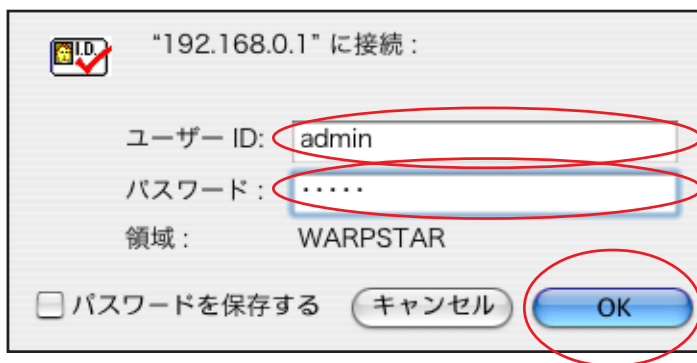 I.D.
“192.168.0.1” に接続 :
ユーザー ID: admin
パスワード : ·····
領域 : WARPSTAR
パスワードを保存する キャンセル OK